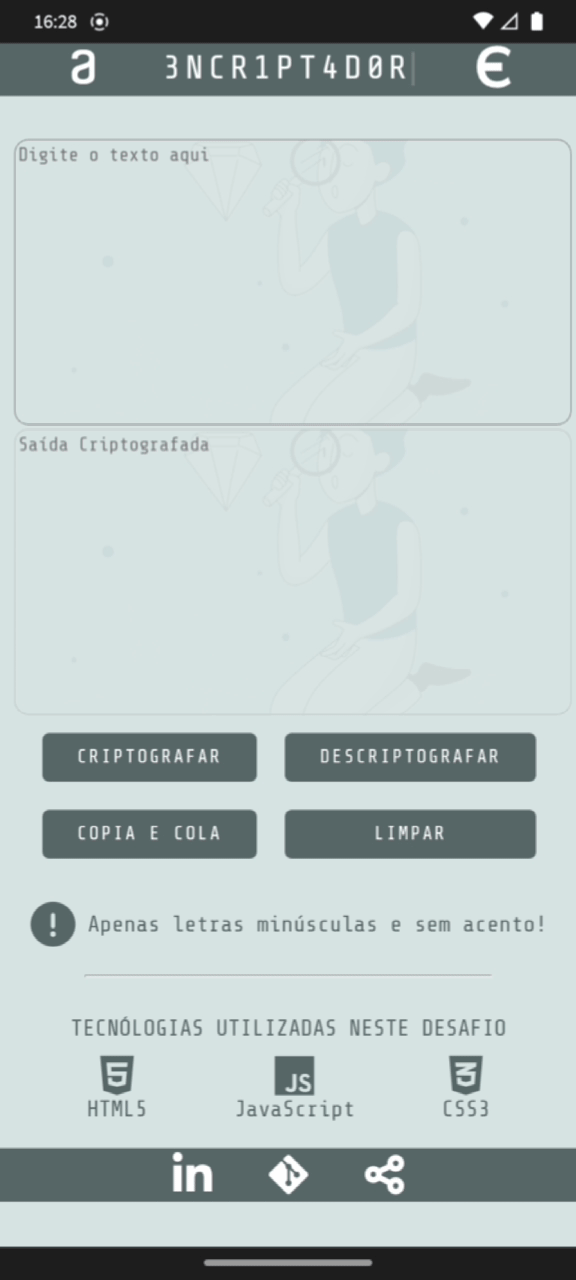 16:28
a 3NCR1PT4D0R Є
Digite o texto aqui
Saída Criptografada
CRIPTOGRAFAR DESCRIPTOGRAFAR
COPIA E COLA LIMPAR
! Apenas letras minúsculas e sem acento!
TECNÓLOGIAS UTILIZADAS NESTE DESAFIO
5 JS 3
HTML5 JavaScript CSS3
in